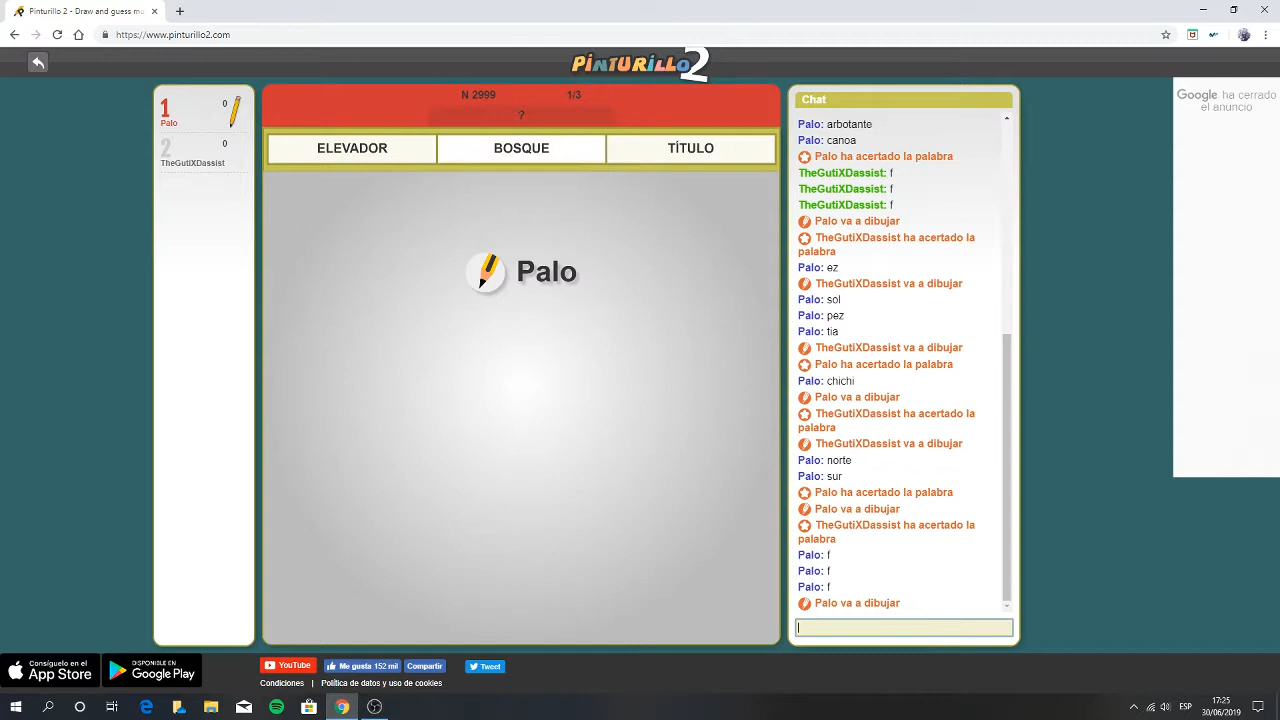 Pinturillo 2 - Draw and guess mu
https://www.pinturillo2.com
PINTURILLO2
1
Palo
0
2
TheGutiXDassist
0
N 2999
1/3
?
ELEVADOR
BOSQUE
TÍTULO
Palo
Chat
Palo: arbotante
Palo: canoa
Palo ha acertado la palabra
TheGutiXDassist: f
TheGutiXDassist: f
TheGutiXDassist: f
Palo va a dibujar
TheGutiXDassist ha acertado la
palabra
Palo: ez
TheGutiXDassist va a dibujar
Palo: sol
Palo: pez
Palo: tia
TheGutiXDassist va a dibujar
Palo ha acertado la palabra
Palo: chichi
Palo va a dibujar
TheGutiXDassist ha acertado la
palabra
TheGutiXDassist va a dibujar
Palo: norte
Palo: sur
Palo ha acertado la palabra
Palo va a dibujar
TheGutiXDassist ha acertado la
palabra
Palo: f
Palo: f
Palo: f
Palo va a dibujar
Google ha cerrado
el anuncio
Consíguelo en el
App Store
DISPONIBLE EN
Google Play
YouTube
Me gusta 152 mil
Compartir
Tweet
Condiciones | Política de datos y uso de cookies
ESP
17:25
30/06/2019